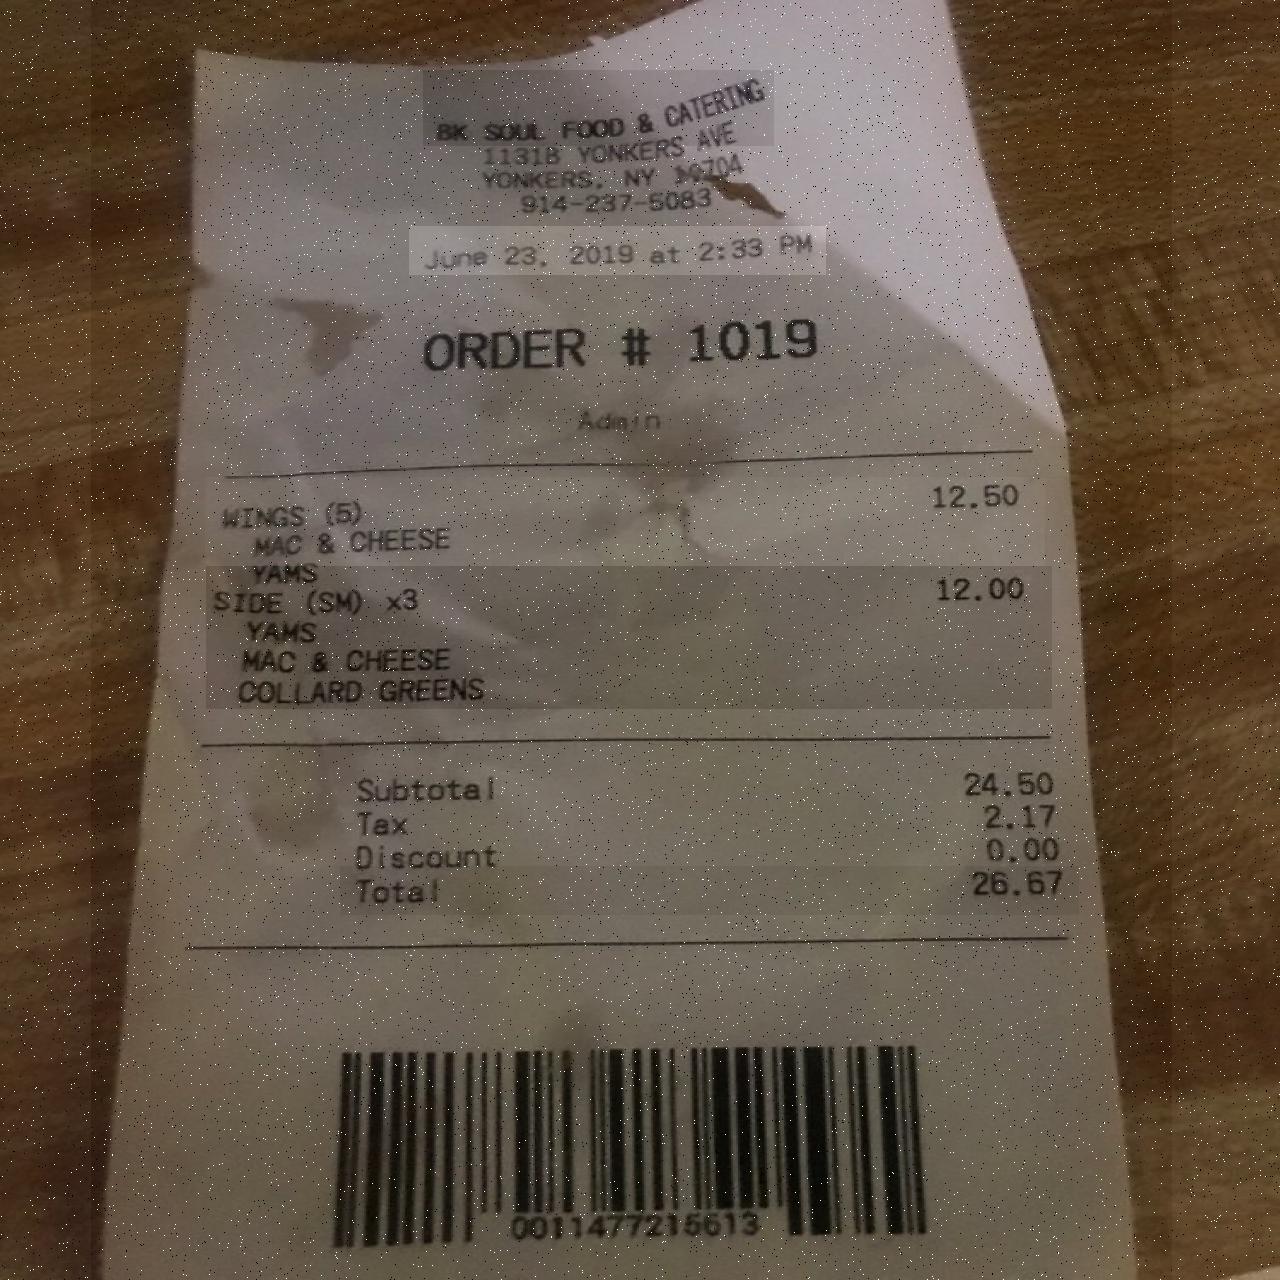 BK SOUL FOOD & CATERING
1131B YONKERS AVE
YONKERS, NY
914-237-5083
June 23, 2019 at 2:33 PM
ORDER # 1019
Admin
WINGS (5) 12.50
MAC & CHEESE
YAMS
SIDE (SM) x3 12.00
YAMS
MAC & CHEESE
COLLARD GREENS
Subtotal 24.50
Tax 2.17
Discount 0.00
Total 26.67
0011477215613